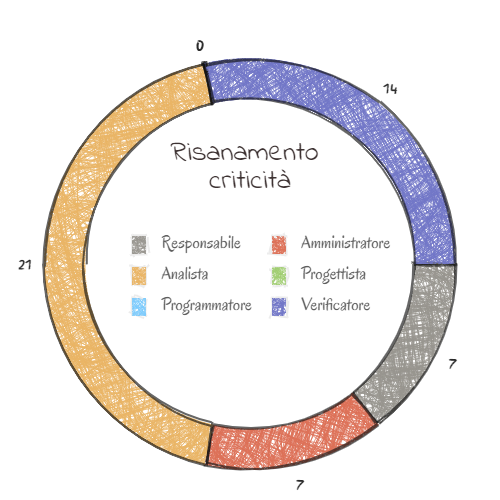 0
14
Risanamento
criticità
Responsabile Amministratore
21
Analista Progettista
Programmatore Verificatore
7
7